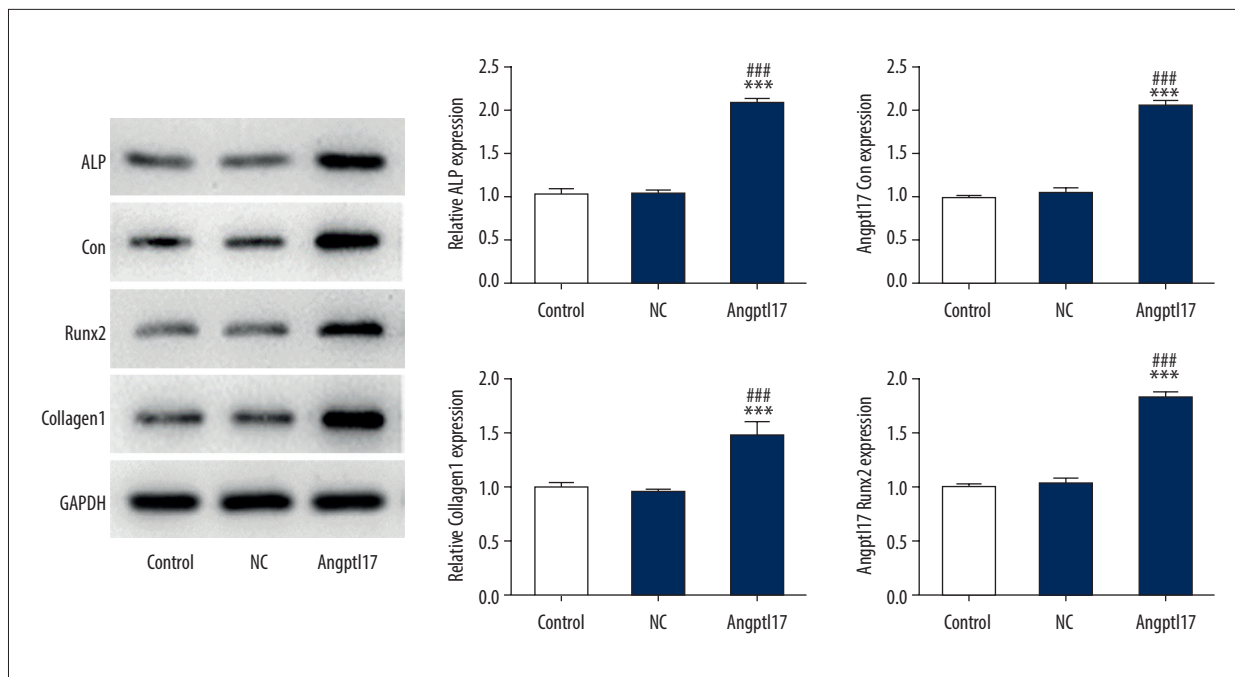 ALP
Con
Runx2
Collagen1
GAPDH
Control NC Angptl17
Relative ALP expression
2.5
2.0
1.5
1.0
0.5
0.0
###
***
Control NC Angptl17
Angptl17 Con expression
2.5
2.0
1.5
1.0
0.5
0.0
###
***
Control NC Angptl17
Relative Collagen1 expression
2.0
1.5
1.0
0.5
0.0
###
***
Control NC Angptl17
Angptl17 Runx2 expression
2.0
1.5
1.0
0.5
0.0
###
***
Control NC Angptl17